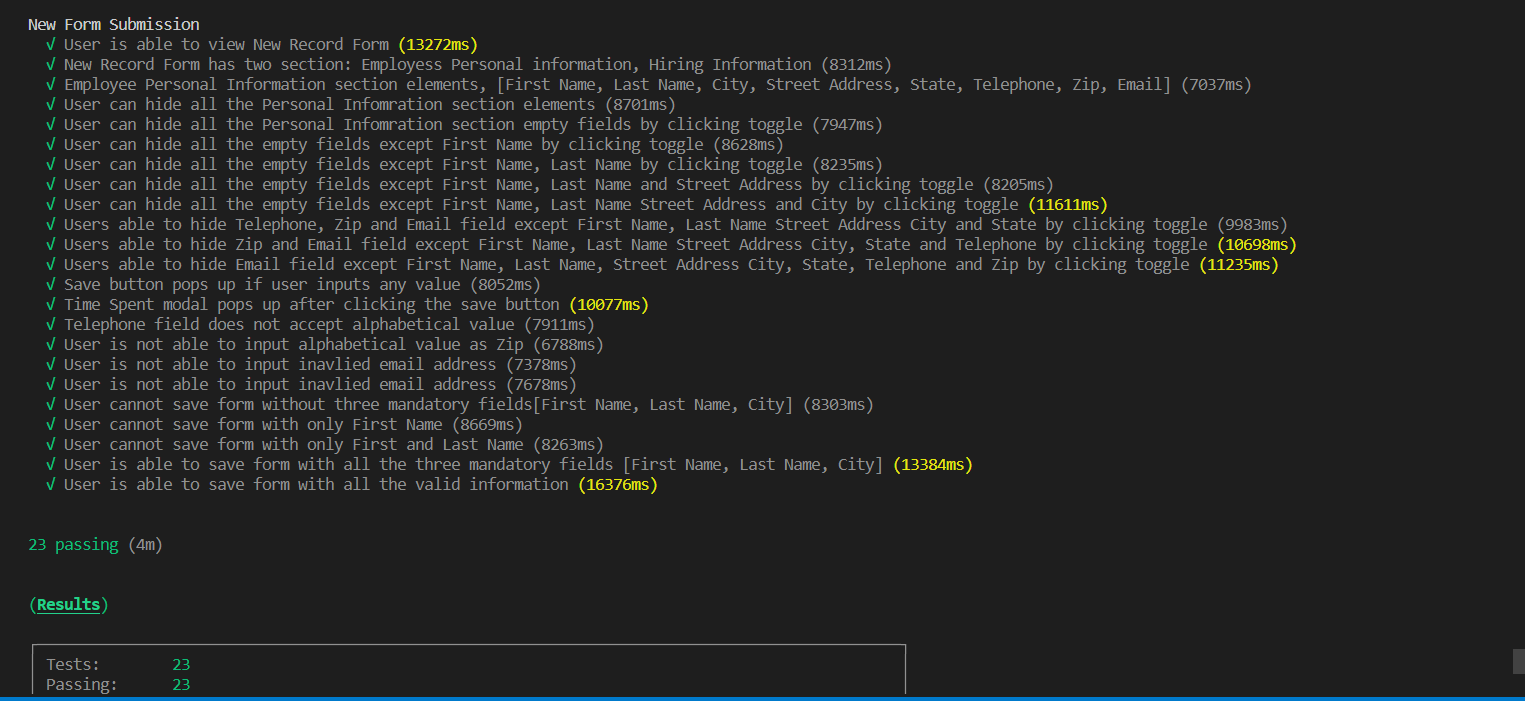 New Form Submission
√ User is able to view New Record Form (13272ms)
√ New Record Form has two section: Employess Personal information, Hiring Information (8312ms)
√ Employee Personal Information section elements, [First Name, Last Name, City, Street Address, State, Telephone, Zip, Email] (7037ms)
√ User can hide all the Personal Infomration section elements (8701ms)
√ User can hide all the Personal Infomration section empty fields by clicking toggle (7947ms)
√ User can hide all the empty fields except First Name by clicking toggle (8628ms)
√ User can hide all the empty fields except First Name, Last Name by clicking toggle (8235ms)
√ User can hide all the empty fields except First Name, Last Name and Street Address by clicking toggle (8205ms)
√ User can hide all the empty fields except First Name, Last Name Street Address and City by clicking toggle (11611ms)
√ Users able to hide Telephone, Zip and Email field except First Name, Last Name Street Address City and State by clicking toggle (9983ms)
√ Users able to hide Zip and Email field except First Name, Last Name Street Address City, State and Telephone by clicking toggle (10698ms)
√ Users able to hide Email field except First Name, Last Name, Street Address City, State, Telephone and Zip by clicking toggle (11235ms)
√ Save button pops up if user inputs any value (8052ms)
√ Time Spent modal pops up after clicking the save button (10077ms)
√ Telephone field does not accept alphabetical value (7911ms)
√ User is not able to input alphabetical value as Zip (6788ms)
√ User is not able to input inavlied email address (7378ms)
√ User is not able to input inavlied email address (7678ms)
√ User cannot save form without three mandatory fields[First Name, Last Name, City] (8303ms)
√ User cannot save form with only First Name (8669ms)
√ User cannot save form with only First and Last Name (8263ms)
√ User is able to save form with all the three mandatory fields [First Name, Last Name, City] (13384ms)
√ User is able to save form with all the valid information (16376ms)
23 passing (4m)
(Results)
Tests: 23
Passing: 23